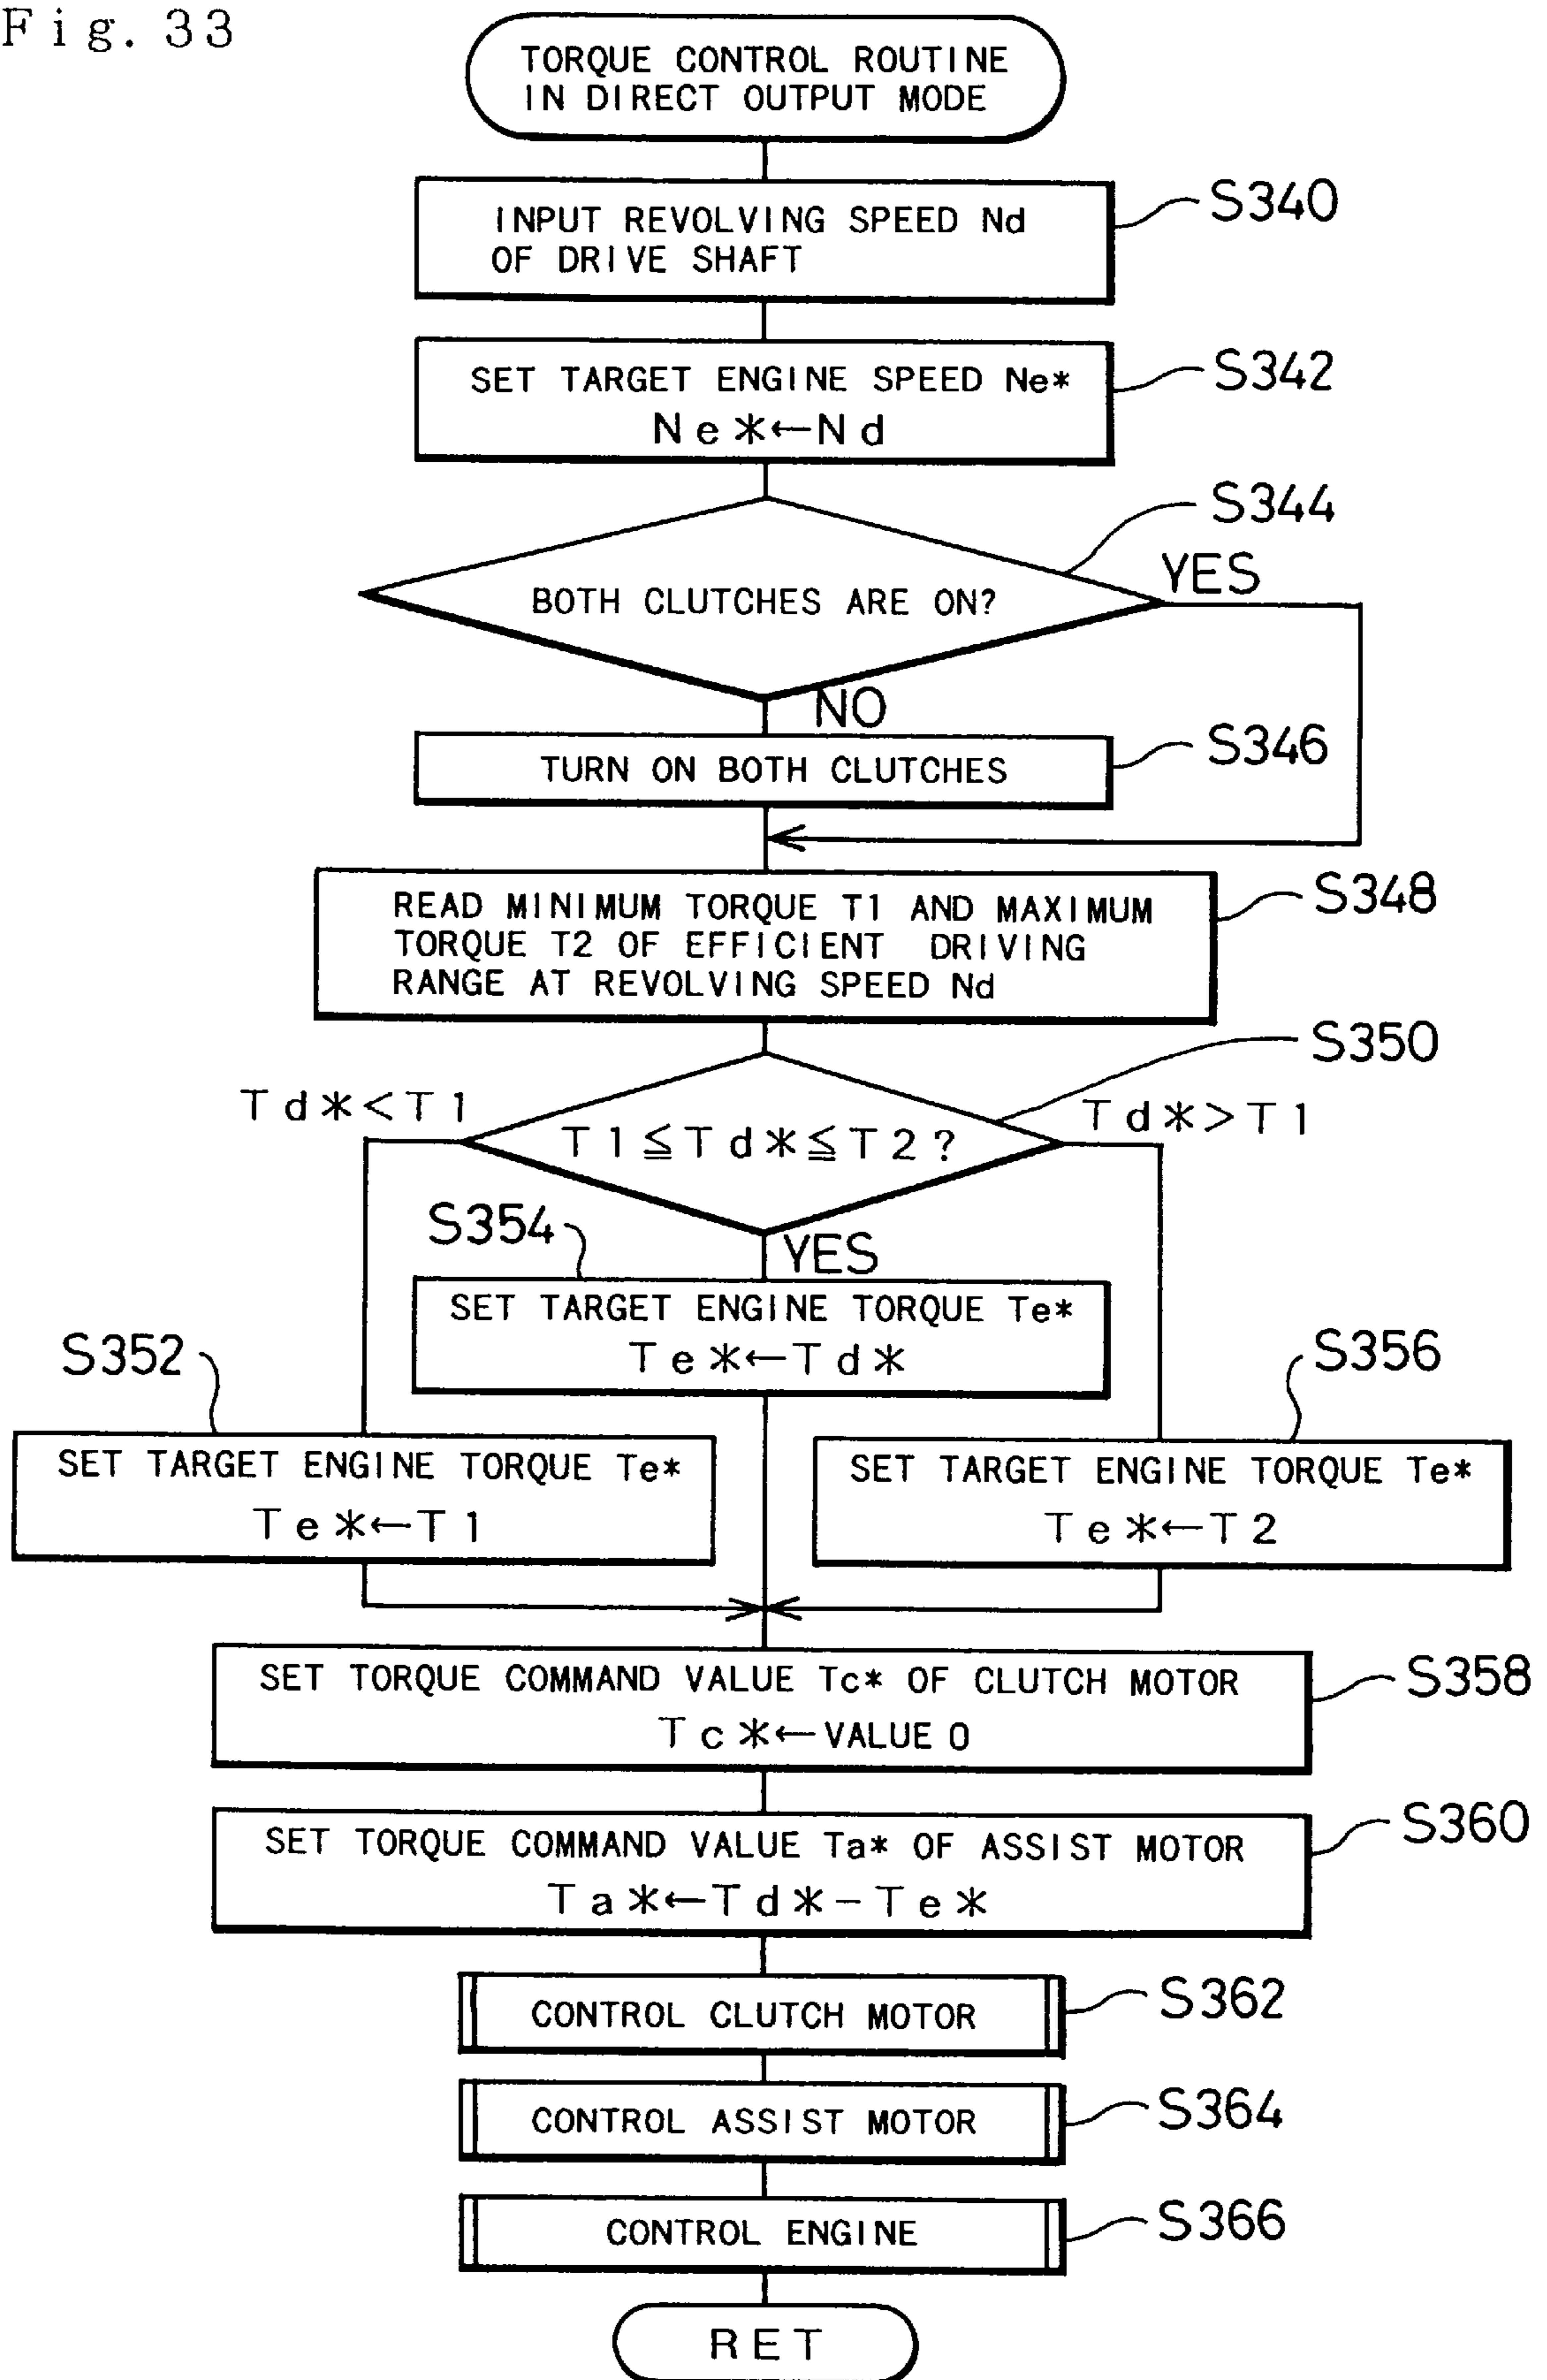 Fig. 33
TORQUE CONTROL ROUTINE
IN DIRECT OUTPUT MODE
INPUT REVOLVING SPEED Nd
OF DRIVE SHAFT
S340
SET TARGET ENGINE SPEED Ne*
Ne*←Nd
S342
S344
BOTH CLUTCHES ARE ON?
YES
NO
TURN ON BOTH CLUTCHES
S346
READ MINIMUM TORQUE T1 AND MAXIMUM
TORQUE T2 OF EFFICIENT DRIVING
RANGE AT REVOLVING SPEED Nd
S348
S350
Td*<T1
T1≦Td*≦T2?
Td*>T1
S354
YES
SET TARGET ENGINE TORQUE Te*
Te*←Td*
S352
SET TARGET ENGINE TORQUE Te*
Te*←T1
S356
SET TARGET ENGINE TORQUE Te*
Te*←T2
SET TORQUE COMMAND VALUE Tc* OF CLUTCH MOTOR
Tc*←VALUE 0
S358
SET TORQUE COMMAND VALUE Ta* OF ASSIST MOTOR
Ta*←Td*-Te*
S360
CONTROL CLUTCH MOTOR
S362
CONTROL ASSIST MOTOR
S364
CONTROL ENGINE
S366
RET